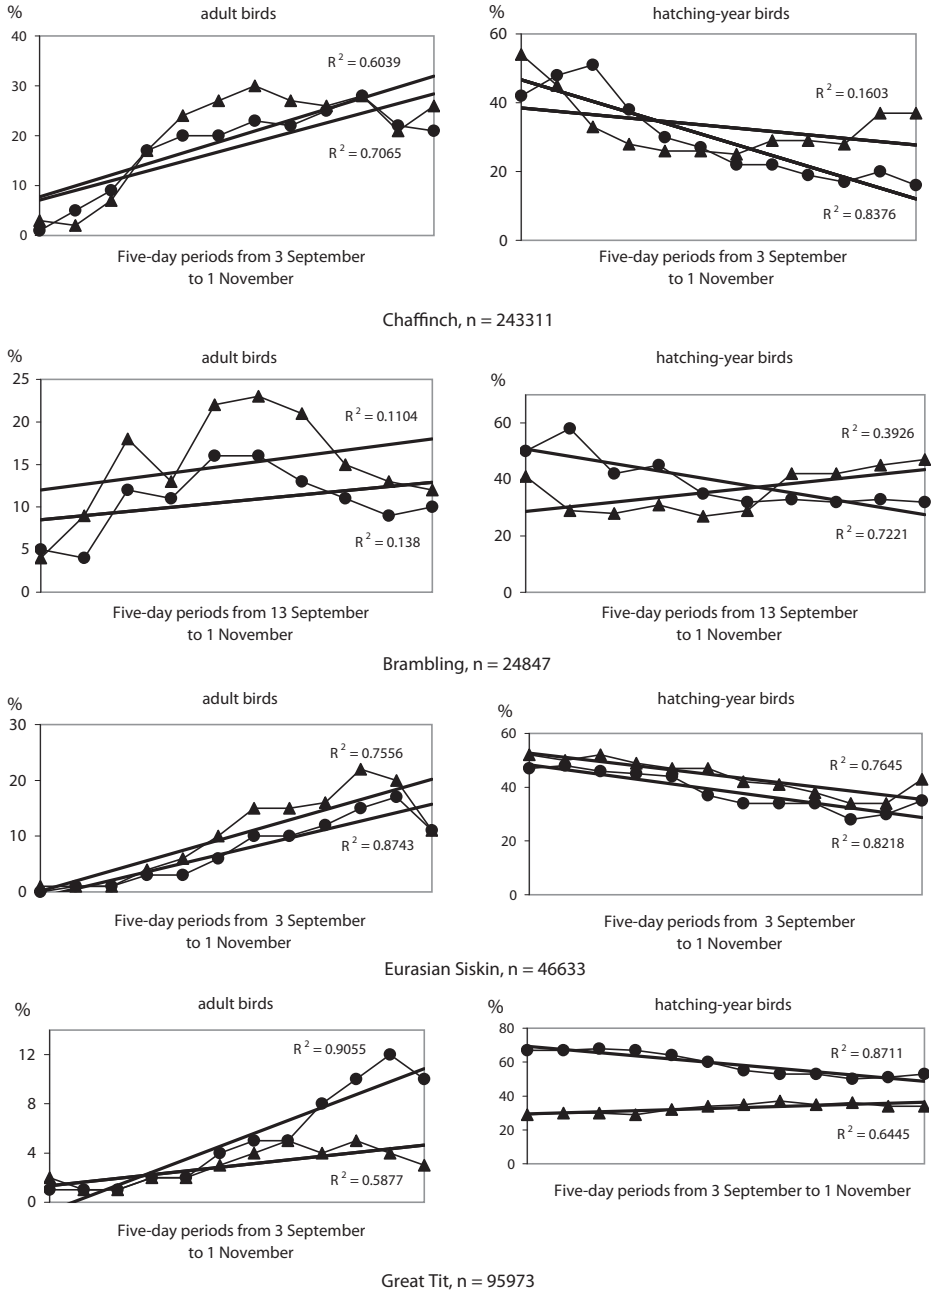 %
adult birds
40
30
20
10
0
R² = 0.6039
R² = 0.7065
Five-day periods from 3 September
to 1 November
%
hatching-year birds
60
40
20
0
R² = 0.1603
R² = 0.8376
Five-day periods from 3 September
to 1 November
Chaffinch, n = 243311
%
adult birds
25
20
15
10
5
0
R² = 0.1104
R² = 0.138
Five-day periods from 13 September
to 1 November
hatching-year birds
%
60
40
20
0
R² = 0.3926
R² = 0.7221
Five-day periods from 13 September
to 1 November
Brambling, n = 24847
%
adult birds
30
20
10
0
R² = 0.7556
R² = 0.8743
Five-day periods from 3 September
to 1 November
hatching-year birds
%
60
40
20
0
R² = 0.7645
R² = 0.8218
Five-day periods from 3 September
to 1 November
Eurasian Siskin, n = 46633
%
adult birds
12
8
4
0
R² = 0.9055
R² = 0.5877
Five-day periods from 3 September
to 1 November
%
hatching-year birds
80
60
40
20
0
R² = 0.8711
R² = 0.6445
Five-day periods from 3 September to 1 November
Great Tit, n = 95973